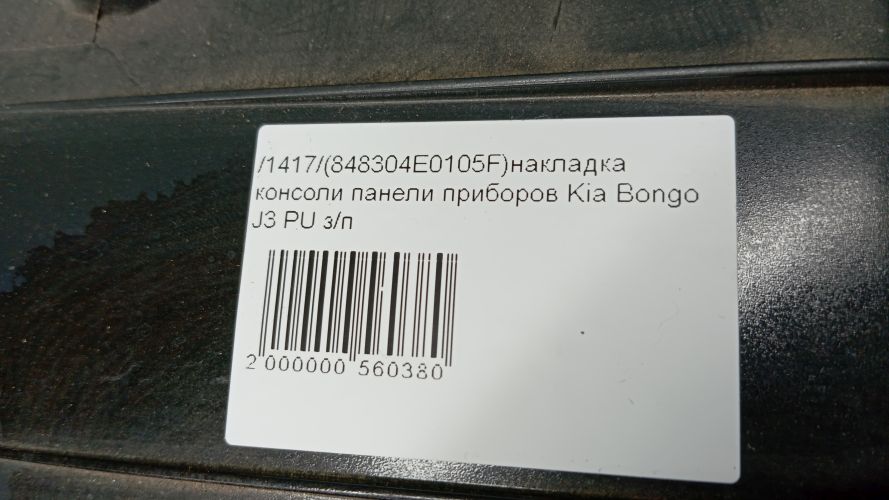 /1417/(848304E0105F)накладка
консоли панели приборов Kia Bongo
J3 PU з/п
2 000000 560380